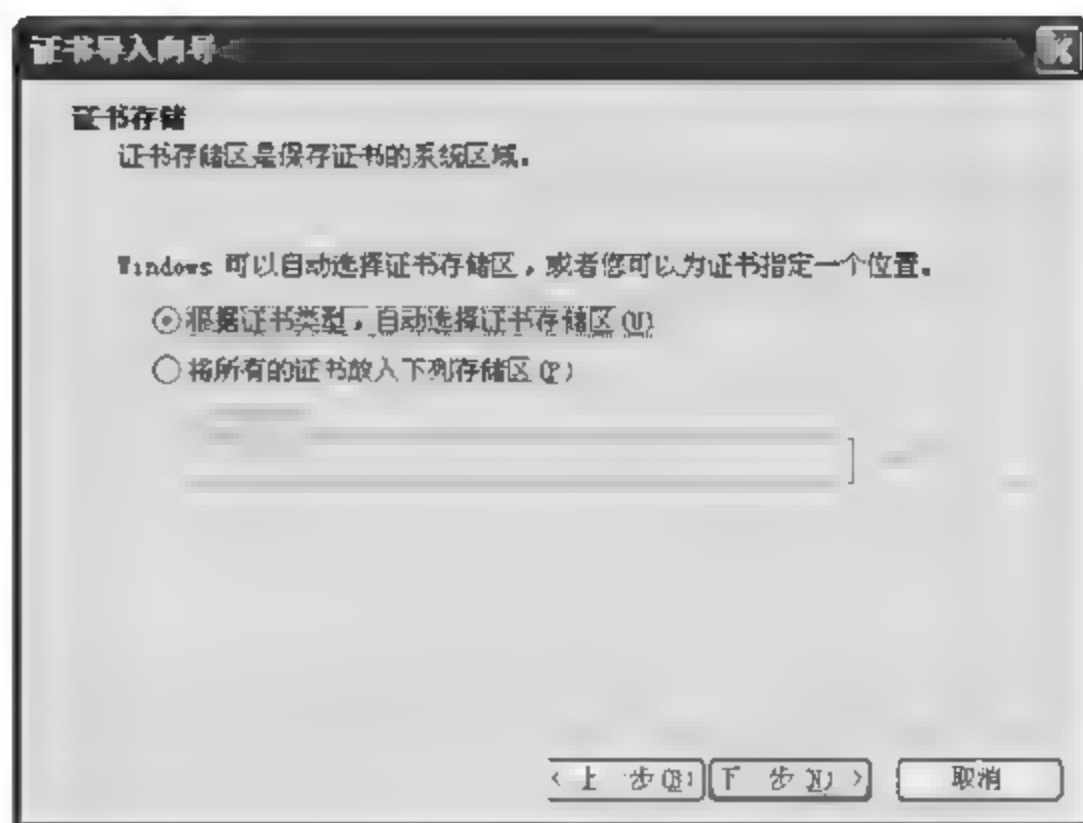 证书导入向导
证书存储
证书存储区是保存证书的系统区域。
Windows 可以自动选择证书存储区，或者您可以为证书指定一个位置。
根据证书类型，自动选择证书存储区(U)
将所有的证书放入下列存储区(P)
< 上一步(B) 下一步(N) > 取消